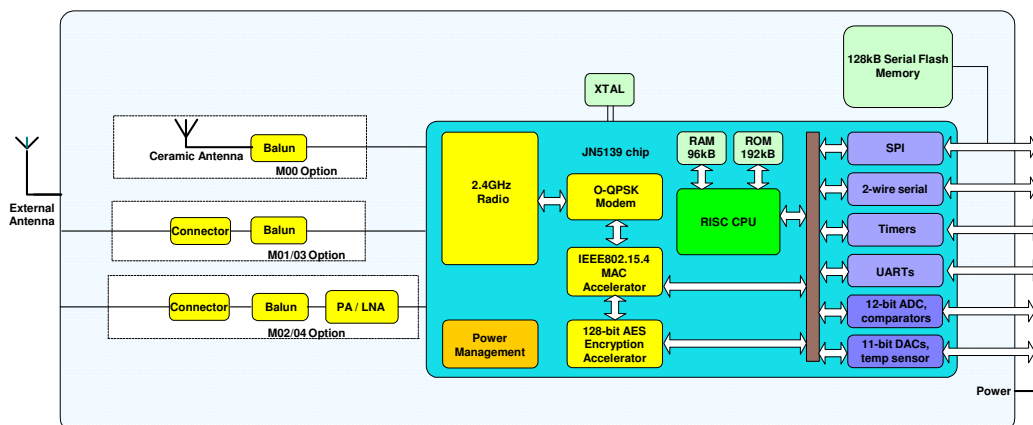 128kB Serial Flash
Memory
XTAL
JN5139 chip
Ceramic Antenna
Balun
M00 Option
External
Antenna
Connector
Balun
M01/03 Option
Connector
Balun
PA / LNA
M02/04 Option
2.4GHz
Radio
O-QPSK
Modem
IEEE802.15.4
MAC
Accelerator
128-bit AES
Encryption
Accelerator
Power
Management
RAM
96kB
ROM
192kB
RISC CPU
SPI
2-wire serial
Timers
UARTs
12-bit ADC,
comparators
11-bit DACs,
temp sensor
Power